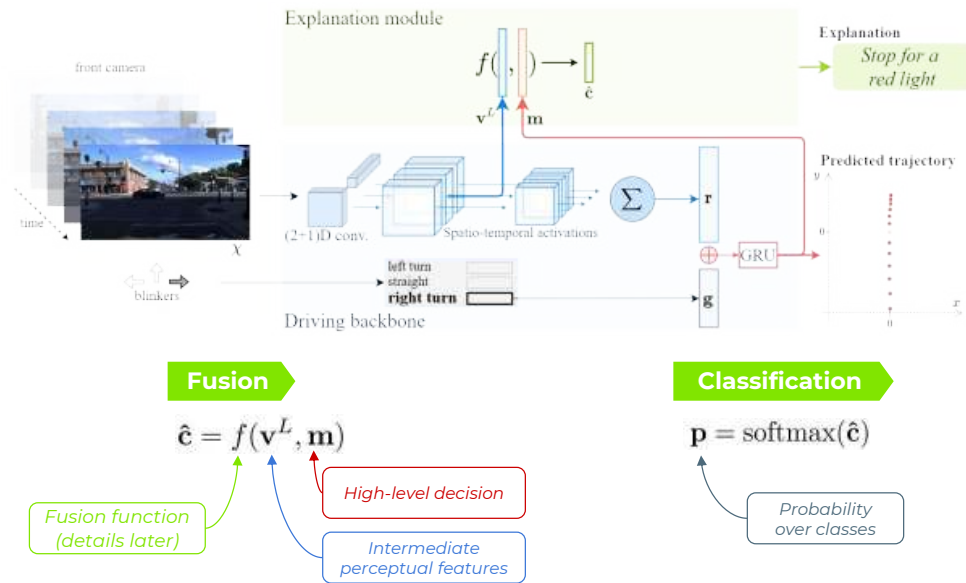 Explanation module
f( , )
ĉ
v^L
m
Explanation
Stop for a
red light
front camera
time
χ
blinkers
(2+1)D conv.
Spatio-temporal activations
Σ
r
⊕
GRU
g
left turn
straight
right turn
Driving backbone
Predicted trajectory
y
0
x
0
Fusion
ĉ = f(v^L, m)
Fusion function
(details later)
High-level decision
Intermediate
perceptual features
Classification
p = softmax(ĉ)
Probability
over classes